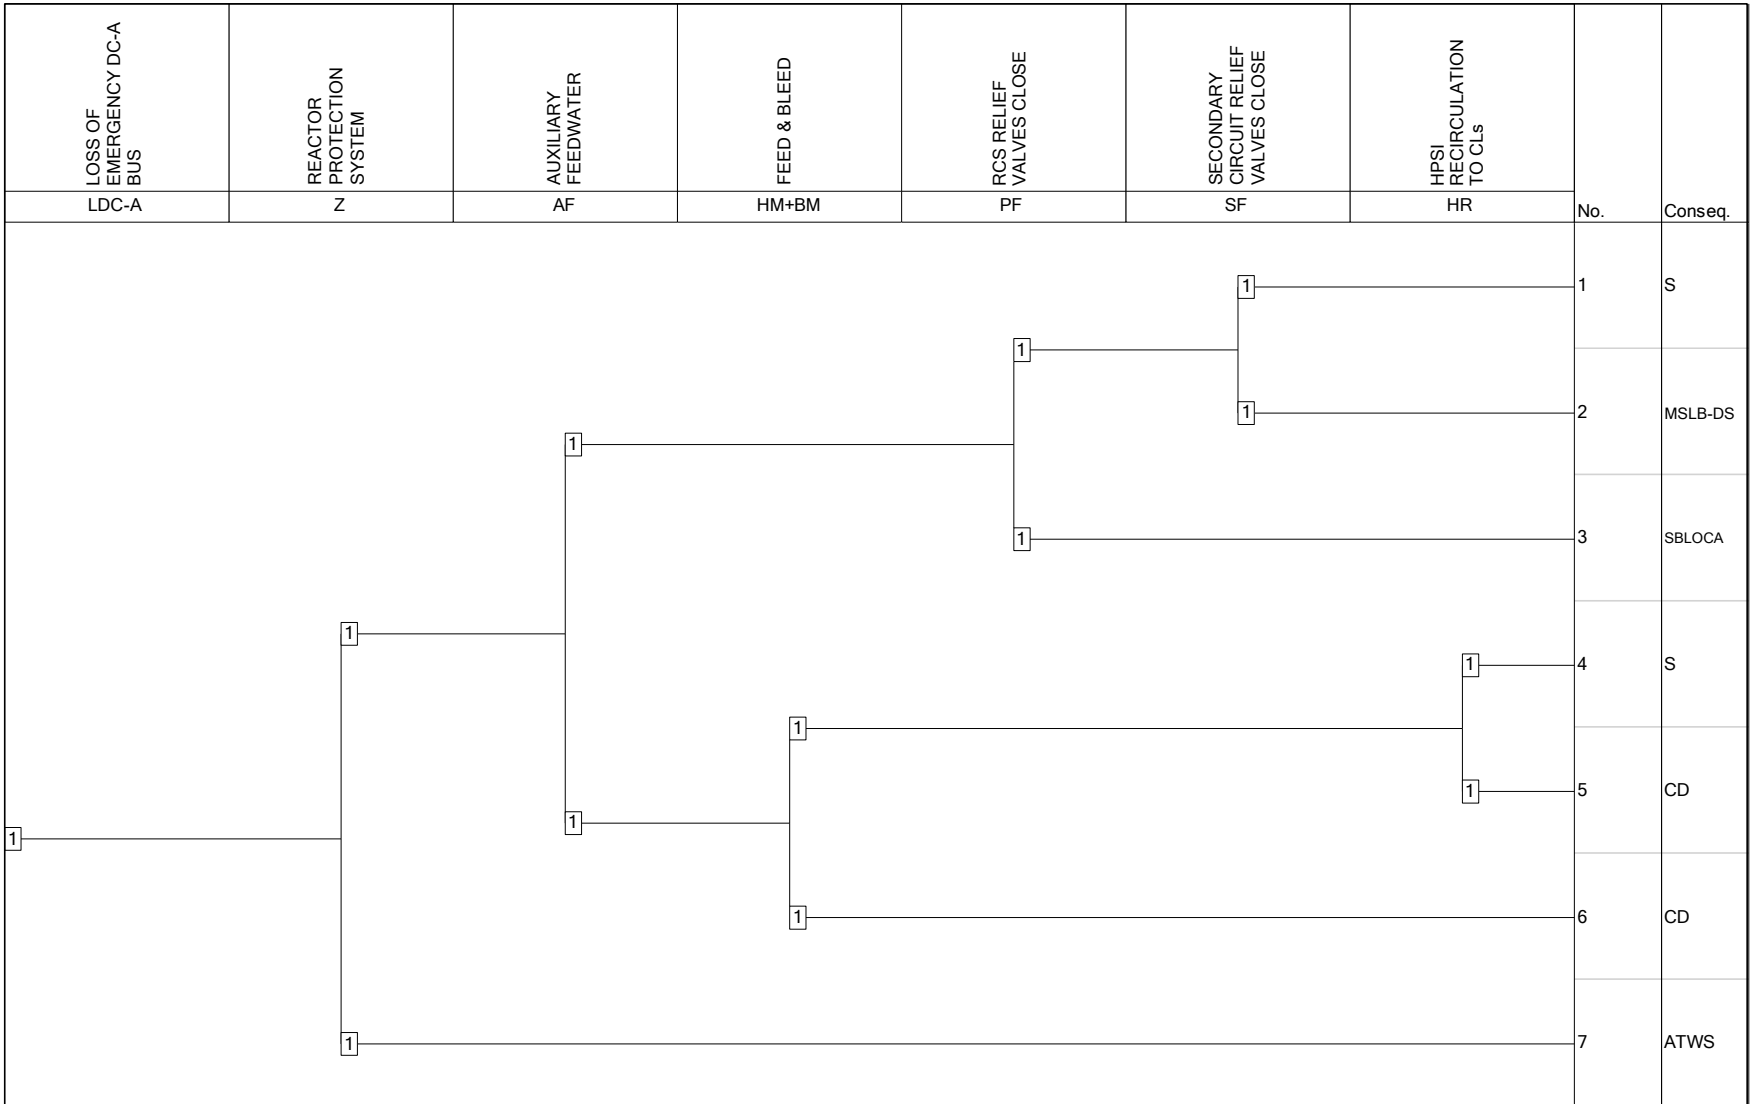 LOSS OF
EMERGENCY DC-A
BUS
REACTOR
PROTECTION
SYSTEM
AUXILIARY
FEEDWATER
FEED & BLEED
RCS RELIEF
VALVES CLOSE
SECONDARY
CIRCUIT RELIEF
VALVES CLOSE
HPSI
RECIRCULATION
TO CLs
LDC-A Z AF HM+BM PF SF HR No. Conseq.
1 1 S
1
1 2 MSLB-DS
1
1 3 SBLOCA
1
1 4 S
1
1 5 CD
1
1
1 6 CD
1 7 ATWS